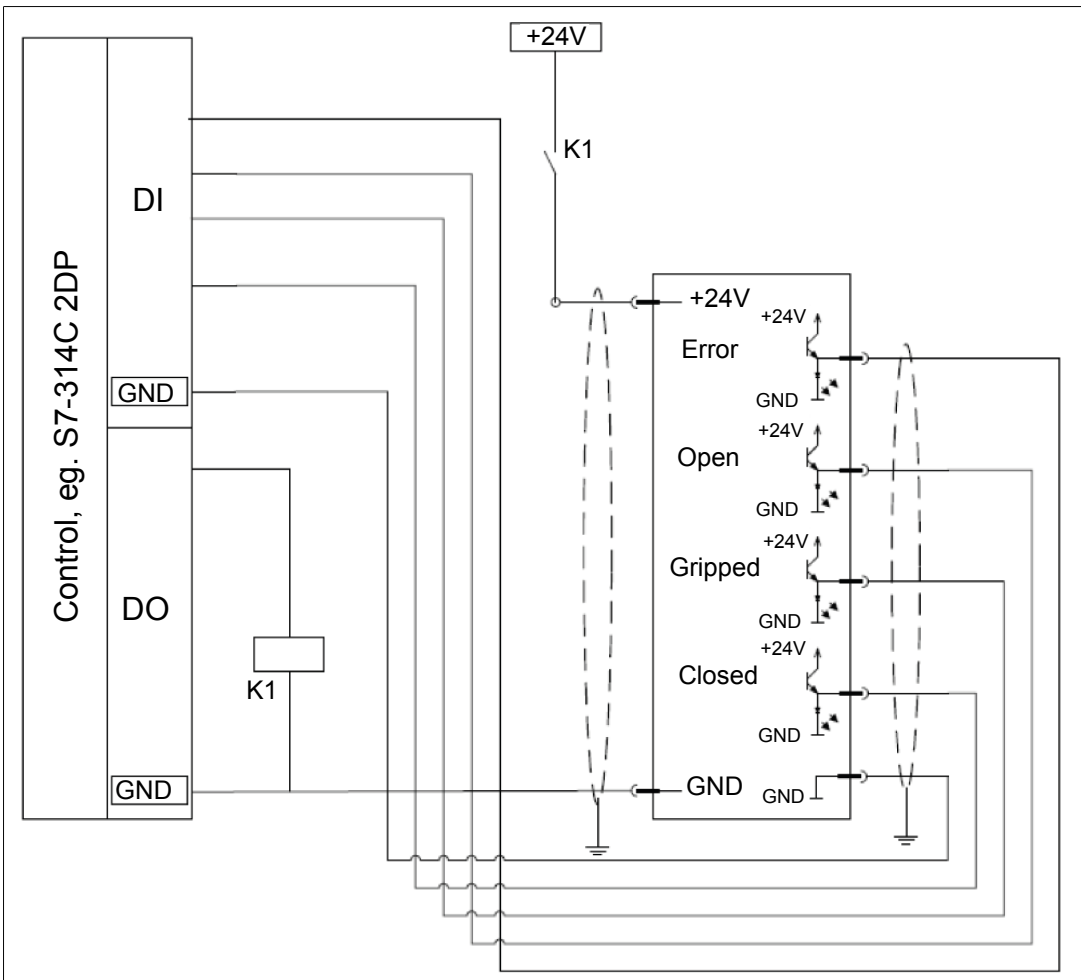 +24V
K1
Control, eg. S7-314C 2DP
DI
GND
DO
K1
GND
+24V
Error
+24V
GND
Open
+24V
GND
Gripped
+24V
GND
Closed
+24V
GND
GND
GND